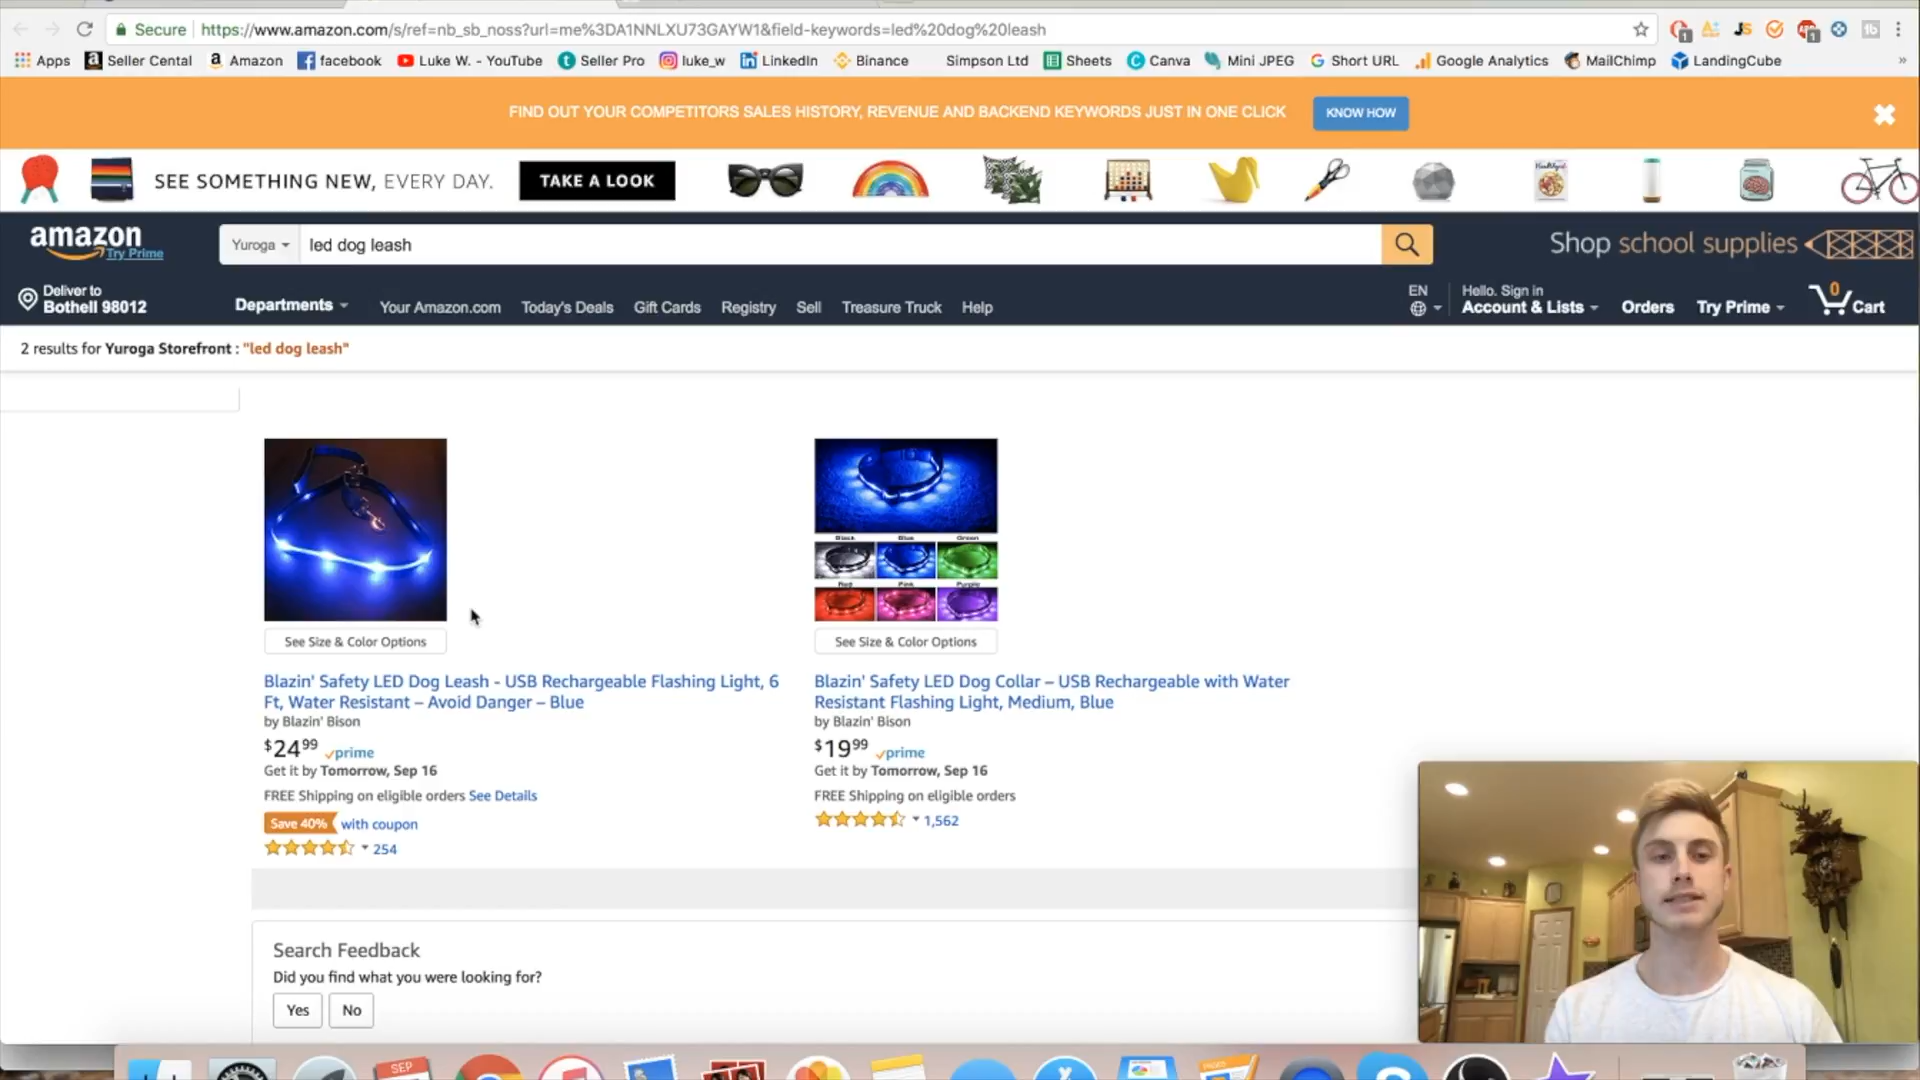 Secure https://www.amazon.com/s/ref=nb_sb_noss?url=me%3DA1NNLXU73GAYW1&field-keywords=led%20dog%20leash
Apps Seller Cental Amazon facebook Luke W. - YouTube Seller Pro luke_w LinkedIn Binance Simpson Ltd Sheets Canva Mini JPEG Short URL Google Analytics MailChimp LandingCube »
FIND OUT YOUR COMPETITORS SALES HISTORY, REVENUE AND BACKEND KEYWORDS JUST IN ONE CLICK KNOW HOW
SEE SOMETHING NEW, EVERY DAY. TAKE A LOOK
amazon
Try Prime
Yuroga led dog leash
Shop school supplies
Deliver to
Bothell 98012
Departments Your Amazon.com Today's Deals Gift Cards Registry Sell Treasure Truck Help
EN
Hello. Sign in
Account & Lists Orders Try Prime 0 Cart
2 results for Yuroga Storefront : "led dog leash"
Black Blue Green
Red Pink Purple
See Size & Color Options
Blazin' Safety LED Dog Leash - USB Rechargeable Flashing Light, 6
Ft, Water Resistant – Avoid Danger – Blue
by Blazin' Bison
$24 99 prime
Get it by Tomorrow, Sep 16
FREE Shipping on eligible orders See Details
Save 40% with coupon
254
See Size & Color Options
Blazin' Safety LED Dog Collar – USB Rechargeable with Water
Resistant Flashing Light, Medium, Blue
by Blazin' Bison
$19 99 prime
Get it by Tomorrow, Sep 16
FREE Shipping on eligible orders
1,562
Search Feedback
Did you find what you were looking for?
Yes No
SEP